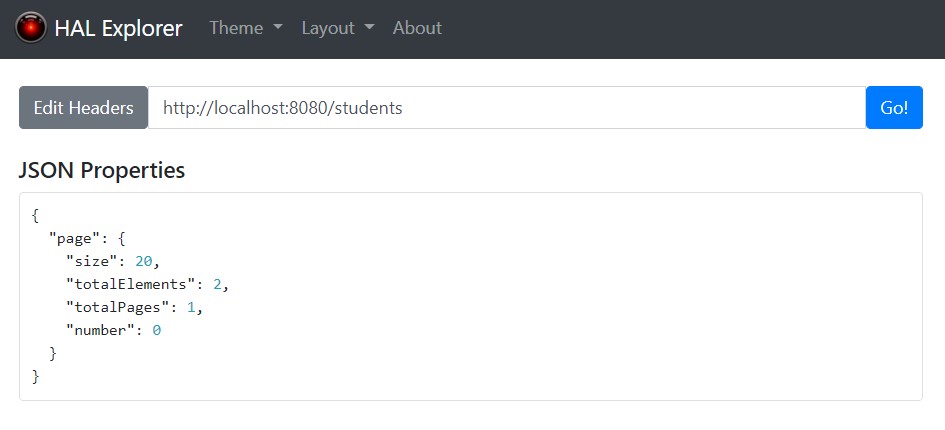 HAL Explorer Theme Layout About
Edit Headers http://localhost:8080/students Go!
JSON Properties
{
  "page": {
    "size": 20,
    "totalElements": 2,
    "totalPages": 1,
    "number": 0
  }
}